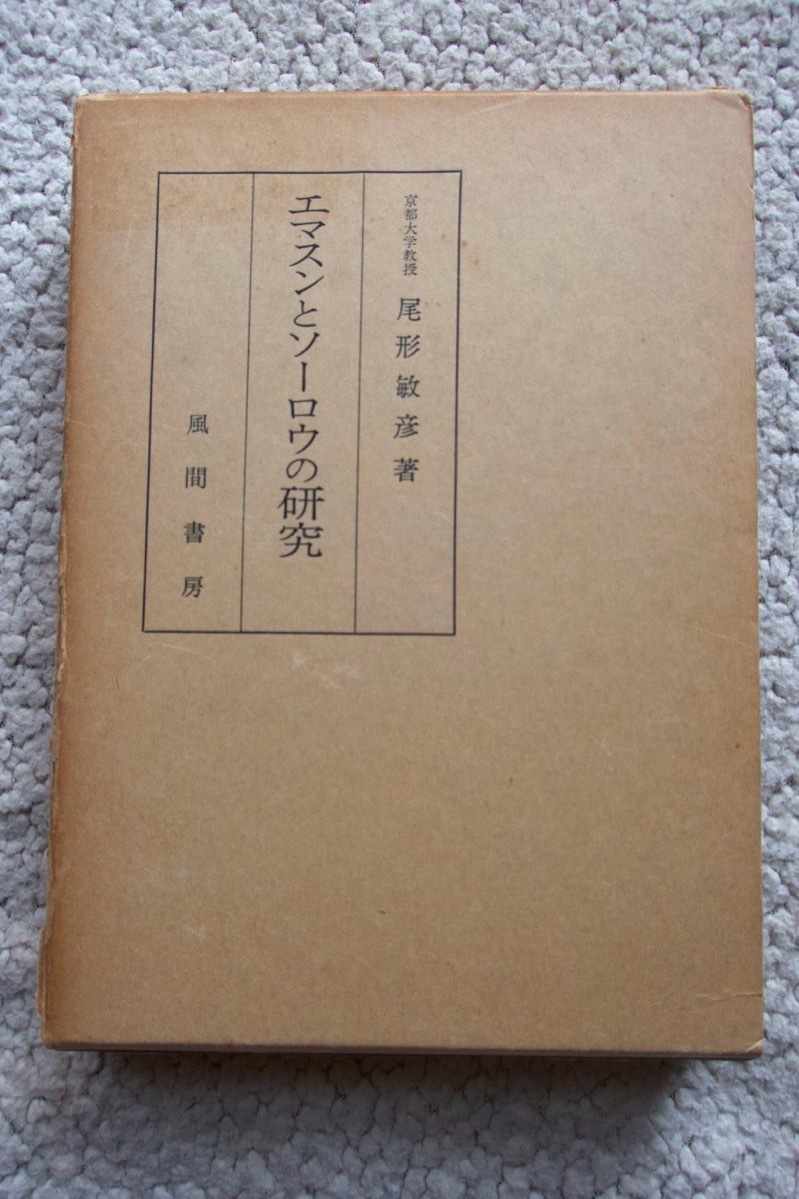 京都大学教授 尾形敏彦著
エマスンとソーロウの研究
風間書房